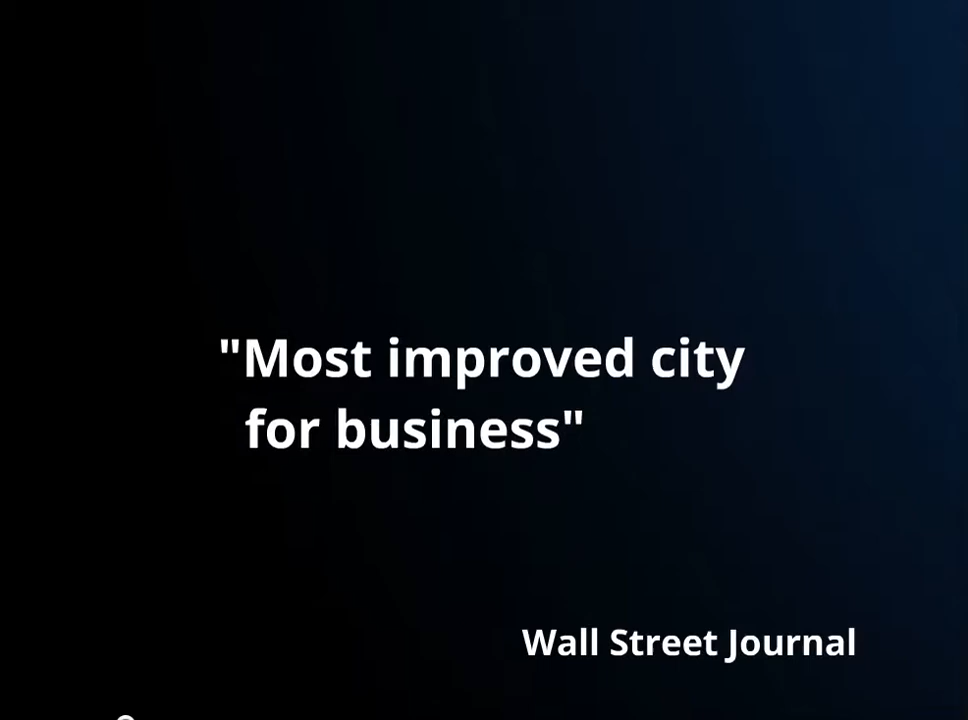 "Most improved city
for business"
Wall Street Journal